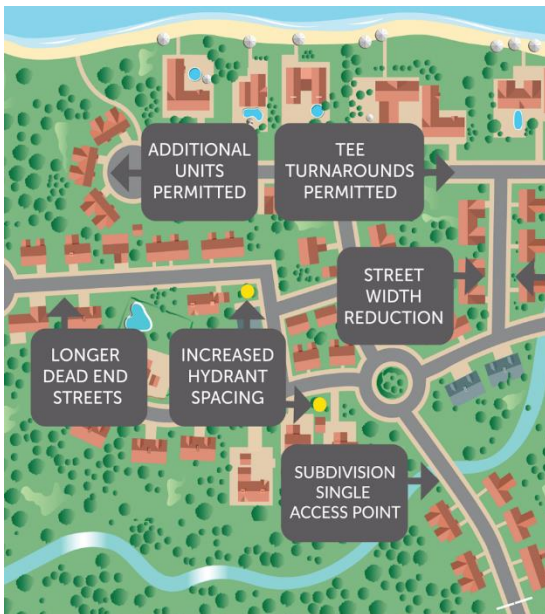 ADDITIONAL
UNITS
PERMITTED
TEE
TURNAROUNDS
PERMITTED
STREET
WIDTH
REDUCTION
LONGER
DEAD END
STREETS
INCREASED
HYDRANT
SPACING
SUBDIVISION
SINGLE
ACCESS POINT